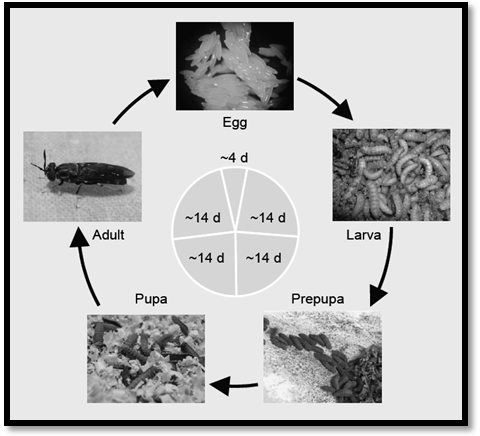 Egg
~4 d
~14 d ~14 d
Adult
Larva
~14 d ~14 d
Pupa
Prepupa